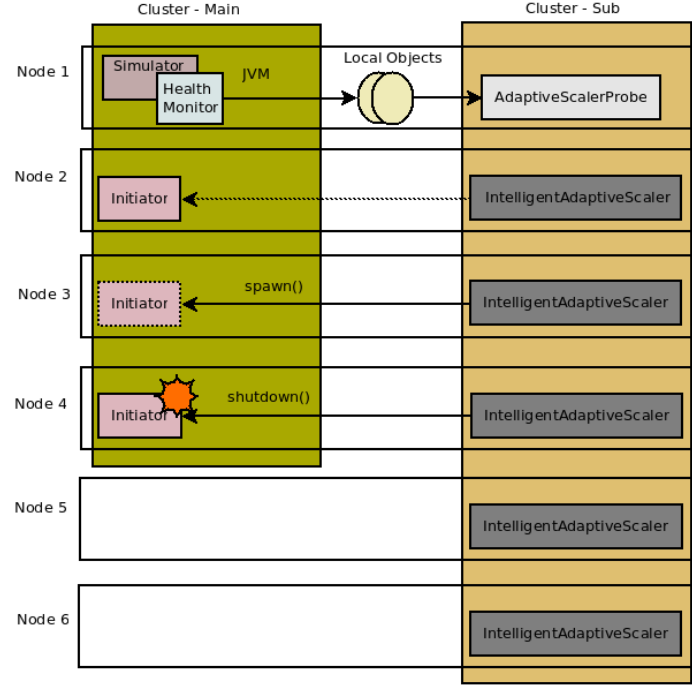 Cluster - Main
Cluster - Sub
Node 1
Simulator
Health
Monitor
JVM
Local Objects
AdaptiveScalerProbe
Node 2
Initiator
IntelligentAdaptiveScaler
Node 3
Initiator
spawn()
IntelligentAdaptiveScaler
Node 4
Initiator
shutdown()
IntelligentAdaptiveScaler
Node 5
IntelligentAdaptiveScaler
Node 6
IntelligentAdaptiveScaler